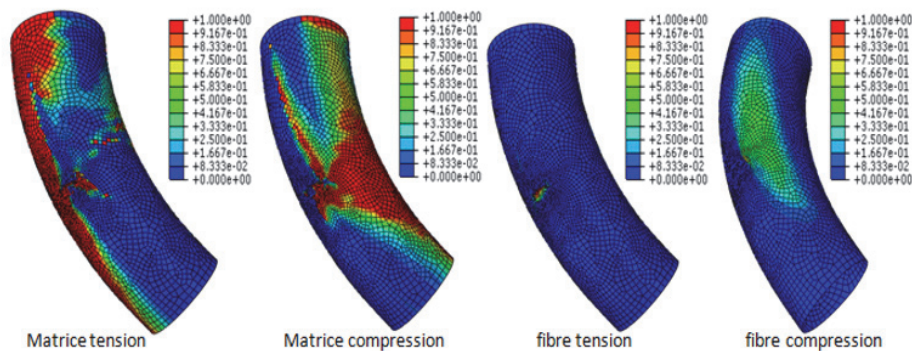 +1.000e+00
+9.167e-01
+8.333e-01
+7.500e-01
+6.667e-01
+5.833e-01
+5.000e-01
+4.167e-01
+3.333e-01
+2.500e-01
+1.667e-01
+8.333e-02
+0.000e+00
+1.000e+00
+9.167e-01
+8.333e-01
+7.500e-01
+6.667e-01
+5.833e-01
+5.000e-01
+4.167e-01
+3.333e-01
+2.500e-01
+1.667e-01
+8.333e-02
+0.000e+00
+1.000e+00
+9.167e-01
+8.333e-01
+7.500e-01
+6.667e-01
+5.833e-01
+5.000e-01
+4.167e-01
+3.333e-01
+2.500e-01
+1.667e-01
+8.333e-02
+0.000e+00
+1.000e+00
+9.167e-01
+8.333e-01
+7.500e-01
+6.667e-01
+5.833e-01
+5.000e-01
+4.167e-01
+3.333e-01
+2.500e-01
+1.667e-01
+8.333e-02
+0.000e+00
Matrice tension
Matrice compression
fibre tension
fibre compression